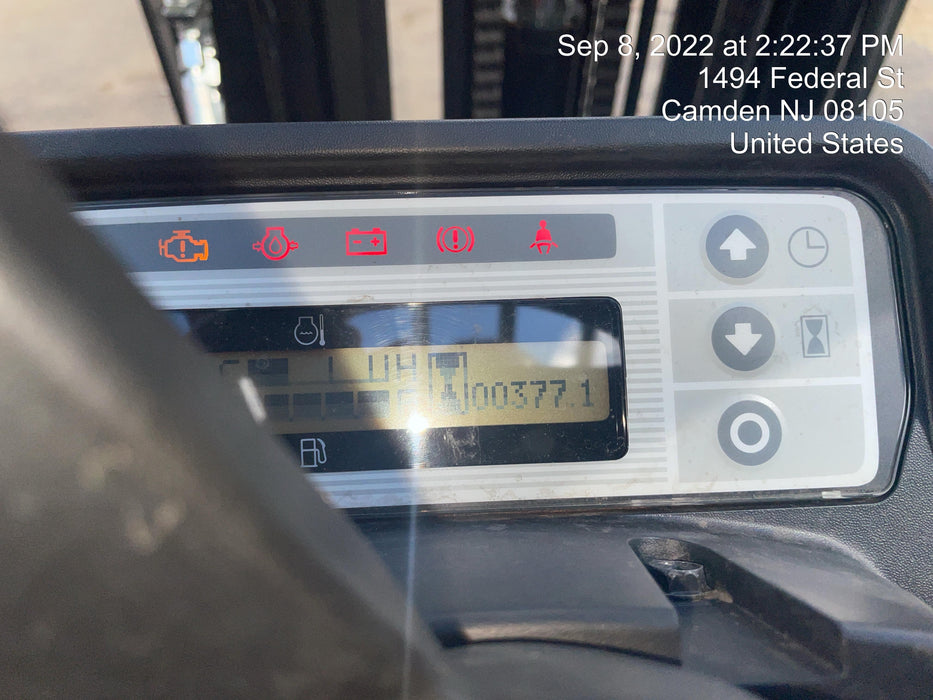 Sep 8, 2022 at 2:22:37 PM
1494 Federal St
Camden NJ 08105
United States
00377.1